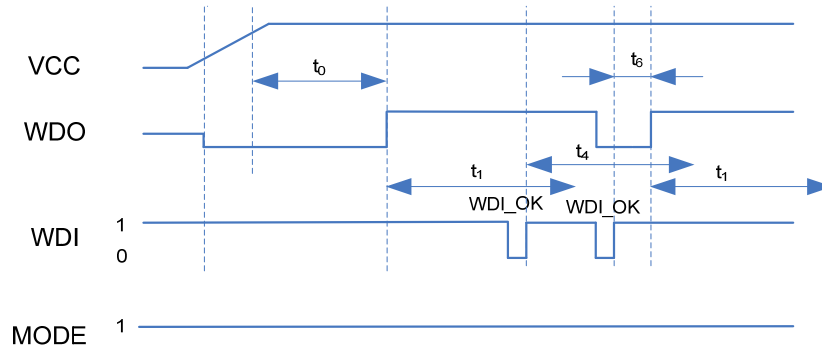 VCC
t0
t6
WDO
t4
t1
t1
WDI_OK
WDI_OK
WDI
1
0
MODE
1